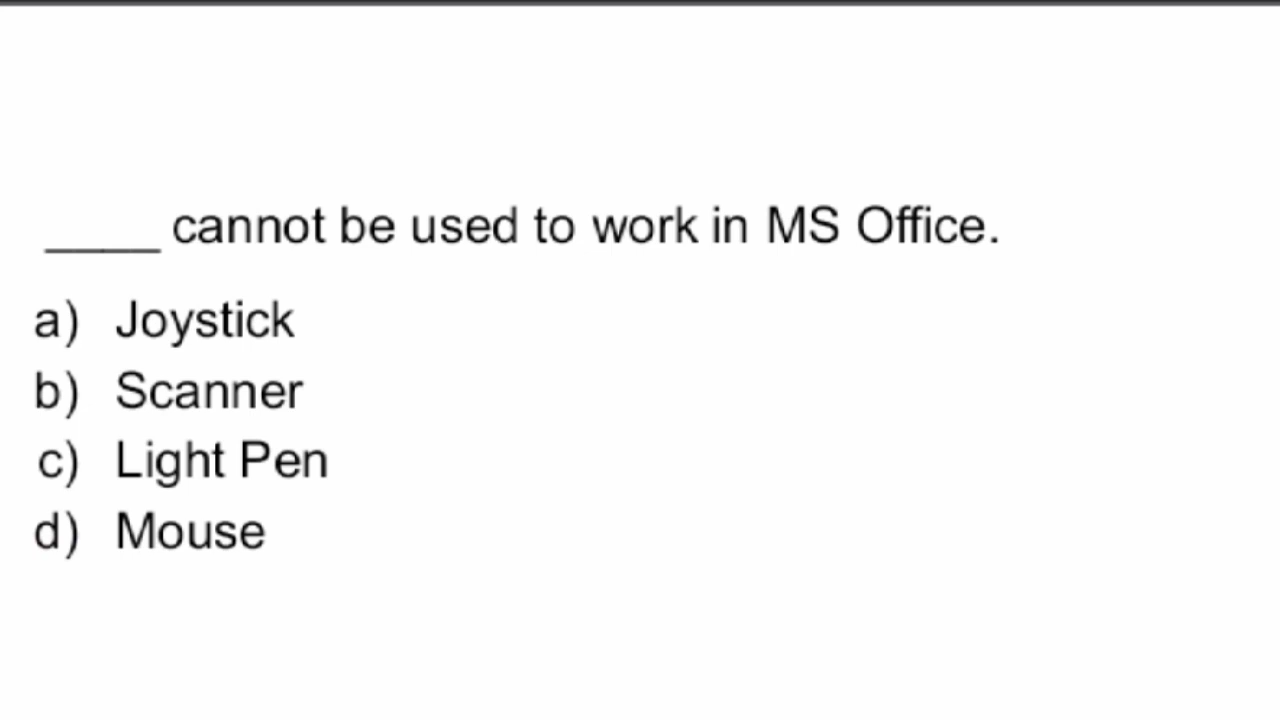 ____ cannot be used to work in MS Office.
a) Joystick
b) Scanner
c) Light Pen
d) Mouse